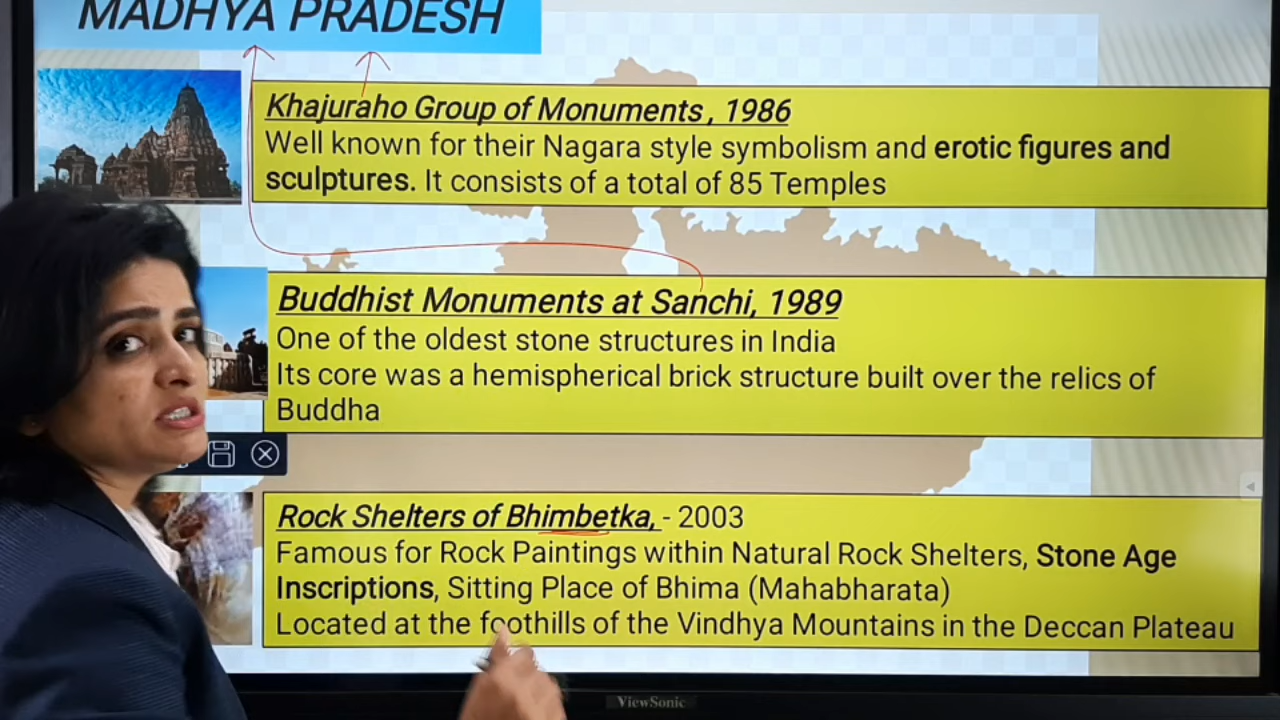 MADHYA PRADESH
Khajuraho Group of Monuments , 1986
Well known for their Nagara style symbolism and erotic figures and
sculptures. It consists of a total of 85 Temples
Buddhist Monuments at Sanchi, 1989
One of the oldest stone structures in India
Its core was a hemispherical brick structure built over the relics of
Buddha
Rock Shelters of Bhimbetka, - 2003
Famous for Rock Paintings within Natural Rock Shelters, Stone Age
Inscriptions, Sitting Place of Bhima (Mahabharata)
Located at the foothills of the Vindhya Mountains in the Deccan Plateau
ViewSonic